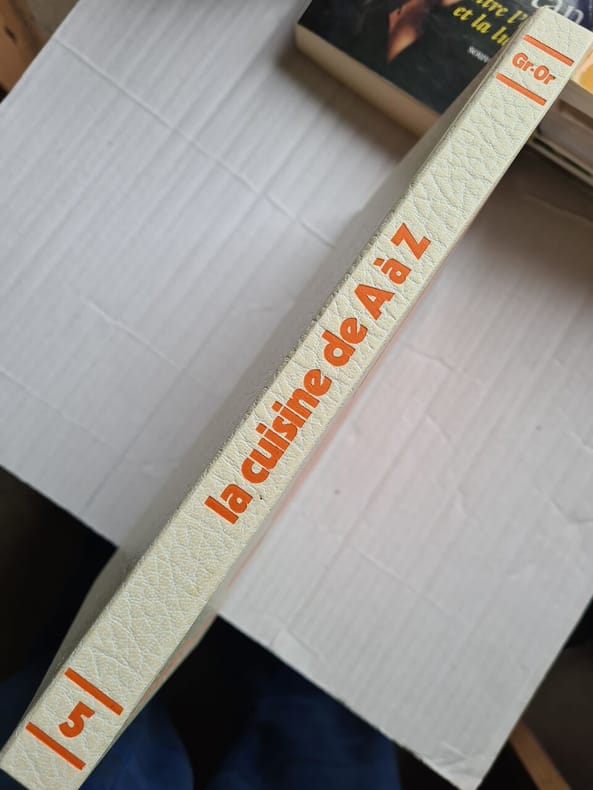 Gr-Or
la cuisine de A à Z
5
et la lu